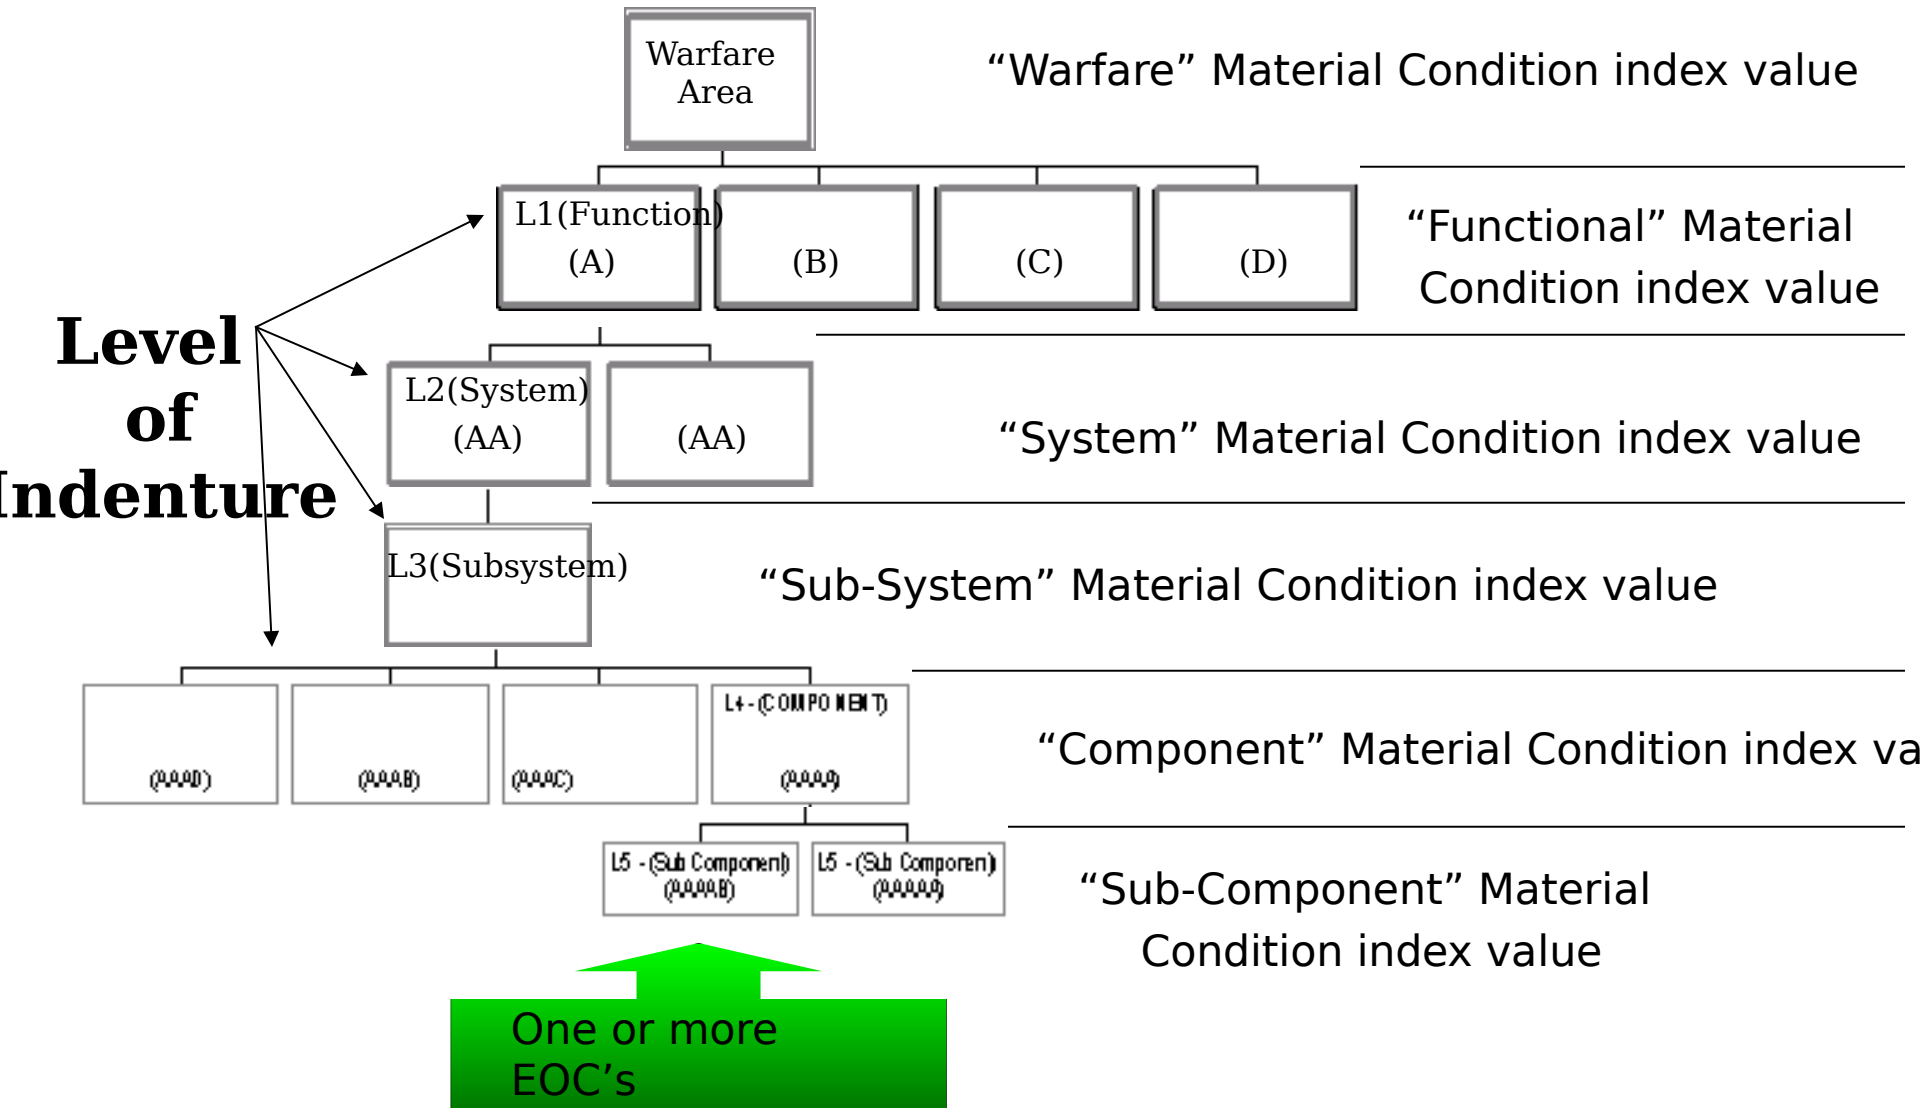 Warfare
Area
“Warfare” Material Condition index value
L1(Function)
(A)
(B)
(C)
(D)
“Functional” Material
Condition index value
Level
of
Indenture
L2(System)
(AA)
(AA)
“System” Material Condition index value
L3(Subsystem)
“Sub-System” Material Condition index value
L4-(COMPONENT)
(AAAD)
(AAAB)
(AAAC)
(AAAA)
“Component” Material Condition index va
L5 -(Sub Component)
(AAAAB)
L5 -(Sub Component)
(AAAAA)
“Sub-Component” Material
Condition index value
One or more
EOC’s